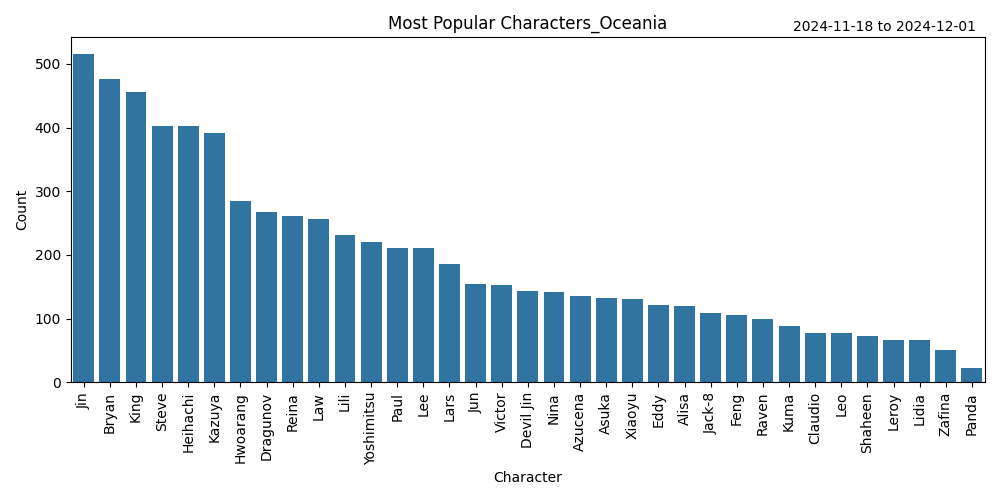 Most Popular Characters_Oceania
2024-11-18 to 2024-12-01
Count
500
400
300
200
100
0
Jin
Bryan
King
Steve
Heihachi
Kazuya
Hwoarang
Dragunov
Reina
Law
Lili
Yoshimitsu
Paul
Lee
Lars
Jun
Victor
Devil Jin
Nina
Azucena
Asuka
Xiaoyu
Eddy
Alisa
Jack-8
Feng
Raven
Kuma
Claudio
Leo
Shaheen
Leroy
Lidia
Zafina
Panda
Character